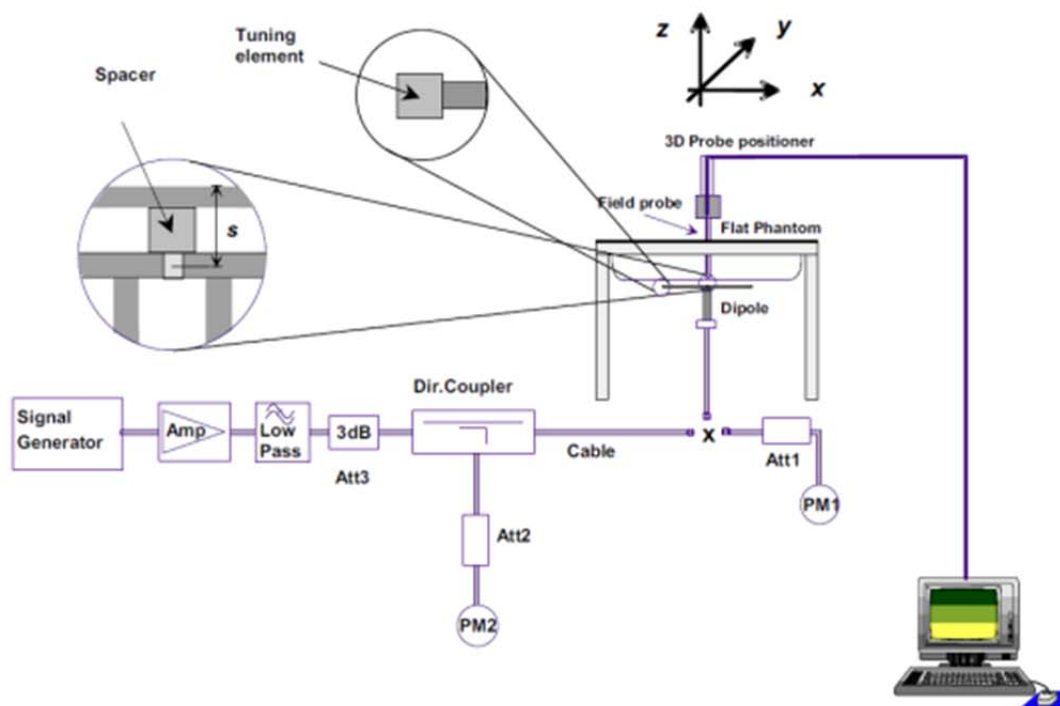 Tuning
element
Spacer
s
z
y
x
3D Probe positioner
Field probe
Flat Phantom
Dipole
Signal
Generator
Amp
Low
Pass
3dB
Att3
Dir.Coupler
Cable
x
Att1
PM1
Att2
PM2